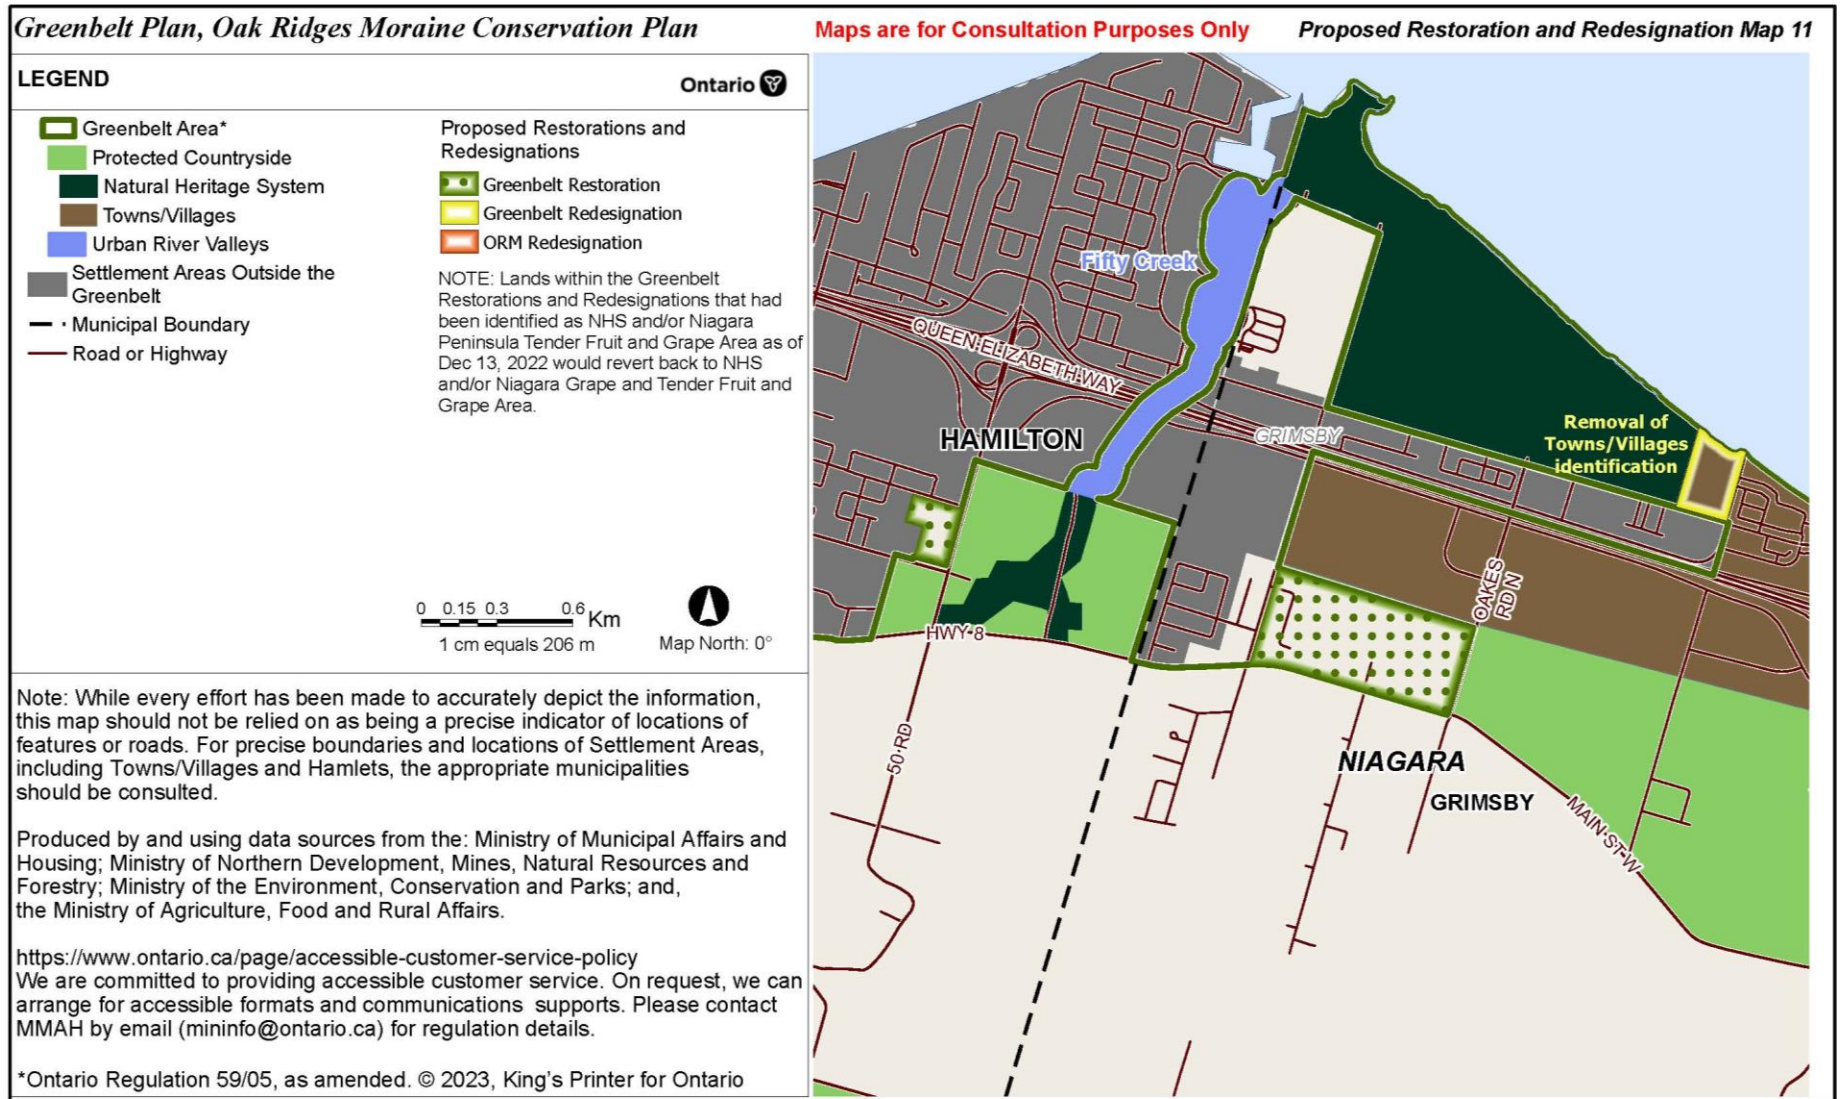 Greenbelt Plan, Oak Ridges Moraine Conservation Plan
Maps are for Consultation Purposes Only
Proposed Restoration and Redesignation Map 11
LEGEND
Ontario
Greenbelt Area*
Protected Countryside
Natural Heritage System
Towns/Villages
Urban River Valleys
Settlement Areas Outside the
Greenbelt
Municipal Boundary
Road or Highway
Proposed Restorations and
Redesignations
Greenbelt Restoration
Greenbelt Redesignation
ORM Redesignation
NOTE: Lands within the Greenbelt
Restorations and Redesignations that had
been identified as NHS and/or Niagara
Peninsula Tender Fruit and Grape Area as of
Dec 13, 2022 would revert back to NHS
and/or Niagara Grape and Tender Fruit and
Grape Area.
0 0.15 0.3 0.6 Km
1 cm equals 206 m
Map North: 0°
Note: While every effort has been made to accurately depict the information,
this map should not be relied on as being a precise indicator of locations of
features or roads. For precise boundaries and locations of Settlement Areas,
including Towns/Villages and Hamlets, the appropriate municipalities
should be consulted.
Produced by and using data sources from the: Ministry of Municipal Affairs and
Housing; Ministry of Northern Development, Mines, Natural Resources and
Forestry; Ministry of the Environment, Conservation and Parks; and,
the Ministry of Agriculture, Food and Rural Affairs.
https://www.ontario.ca/page/accessible-customer-service-policy
We are committed to providing accessible customer service. On request, we can
arrange for accessible formats and communications supports. Please contact
MMAH by email (mininfo@ontario.ca) for regulation details.
*Ontario Regulation 59/05, as amended. © 2023, King's Printer for Ontario
Fifty Creek
QUEEN ELIZABETH WAY
HAMILTON
GRIMSBY
Removal of
Towns/Villages
identification
OAKES
RD N
HWY 8
50 RD
NIAGARA
GRIMSBY
MAIN ST W